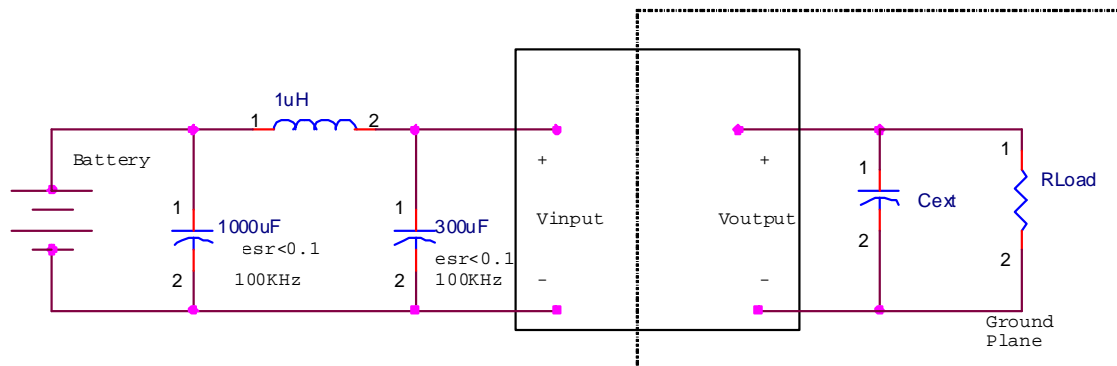 1uH
1
2
Battery
1
1000uF
esr<0.1
2
100KHz
1
300uF
esr<0.1
2
100KHz
+
Vinput
-
+
Voutput
-
1
Cext
2
1
RLoad
2
Ground
Plane